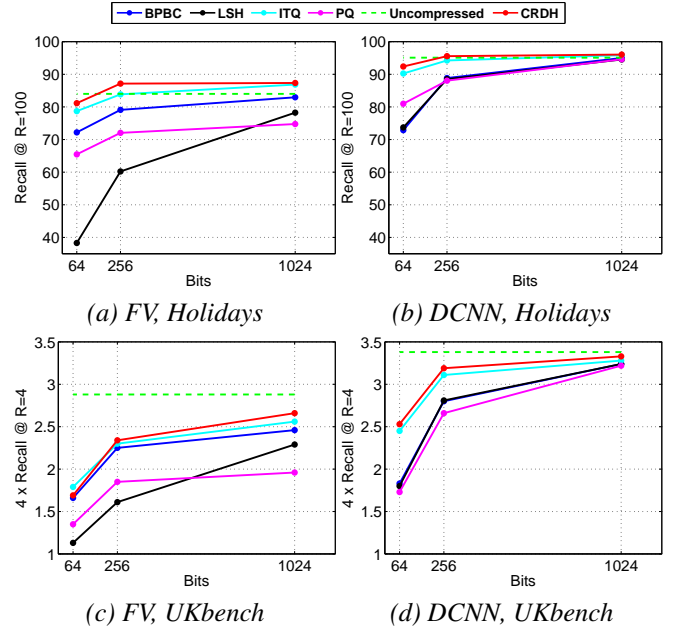 BPBC LSH ITQ PQ Uncompressed CRDH
100 100
90 90
80 80
70 70
60 60
50 50
40 40
Recall @ R=100 Recall @ R=100
64 256 1024 64 256 1024
Bits Bits
(a) FV, Holidays (b) DCNN, Holidays
3.5 3.5
3 3
2.5 2.5
2 2
1.5 1.5
1 1
4 x Recall @ R=4 4 x Recall @ R=4
64 256 1024 64 256 1024
Bits Bits
(c) FV, UKbench (d) DCNN, UKbench